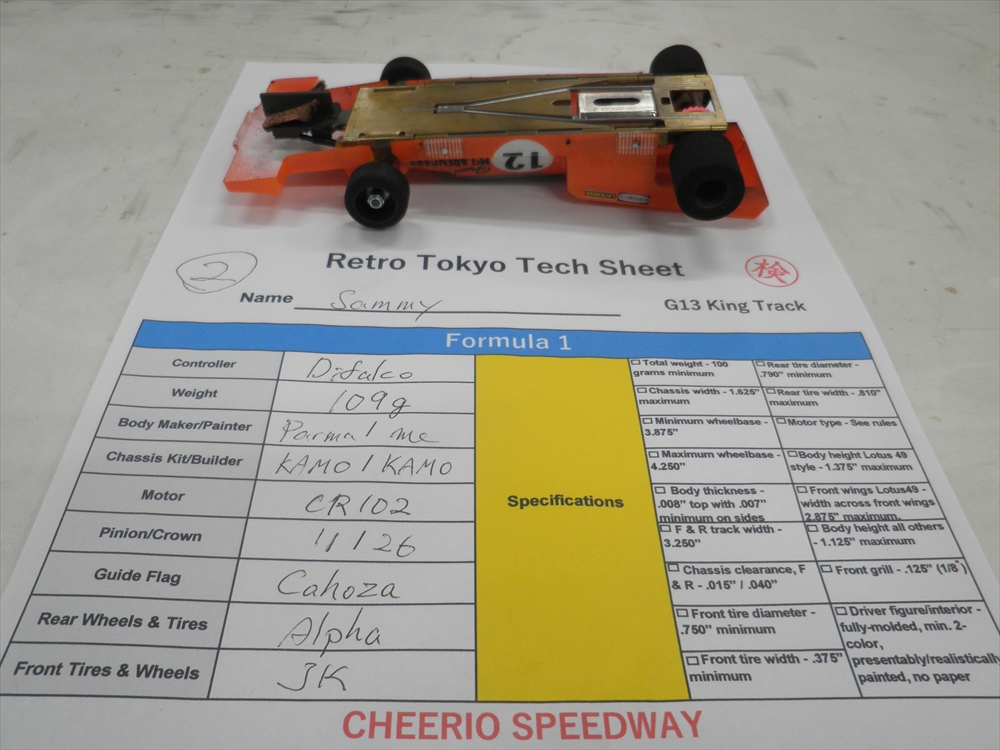 12
McLARENCARS
2
Retro Tokyo Tech Sheet
検
Name Sammy
G13 King Track
Formula 1
Controller Difalco
Weight 109g
Body Maker/Painter Parma / me
Chassis Kit/Builder KAMO / KAMO
Motor CR102
Pinion/Crown 11/26
Guide Flag Cahoza
Rear Wheels & Tires Alpha
Front Tires & Wheels JK
Specifications
Total weight - 100
grams minimum
Rear tire diameter -
.790" minimum
Chassis width - 1.625"
maximum
Rear tire width - .810"
maximum
Minimum wheelbase -
3.875"
Motor type - See rules
Maximum wheelbase -
4.250"
Body height Lotus 49
style - 1.375" maximum
Body thickness -
.008" top with .007"
minimum on sides
Front wings Lotus49 -
width across front wings
2.875" maximum
F & R track width -
3.250"
Body height all others
- 1.125" maximum
Chassis clearance, F
& R - .015" / .040"
Front grill - .125" (1/8")
Front tire diameter -
.750" minimum
Driver figure/interior -
fully-molded, min. 2-
color,
presentably/realistically
painted, no paper
Front tire width - .375"
minimum
CHEERIO SPEEDWAY